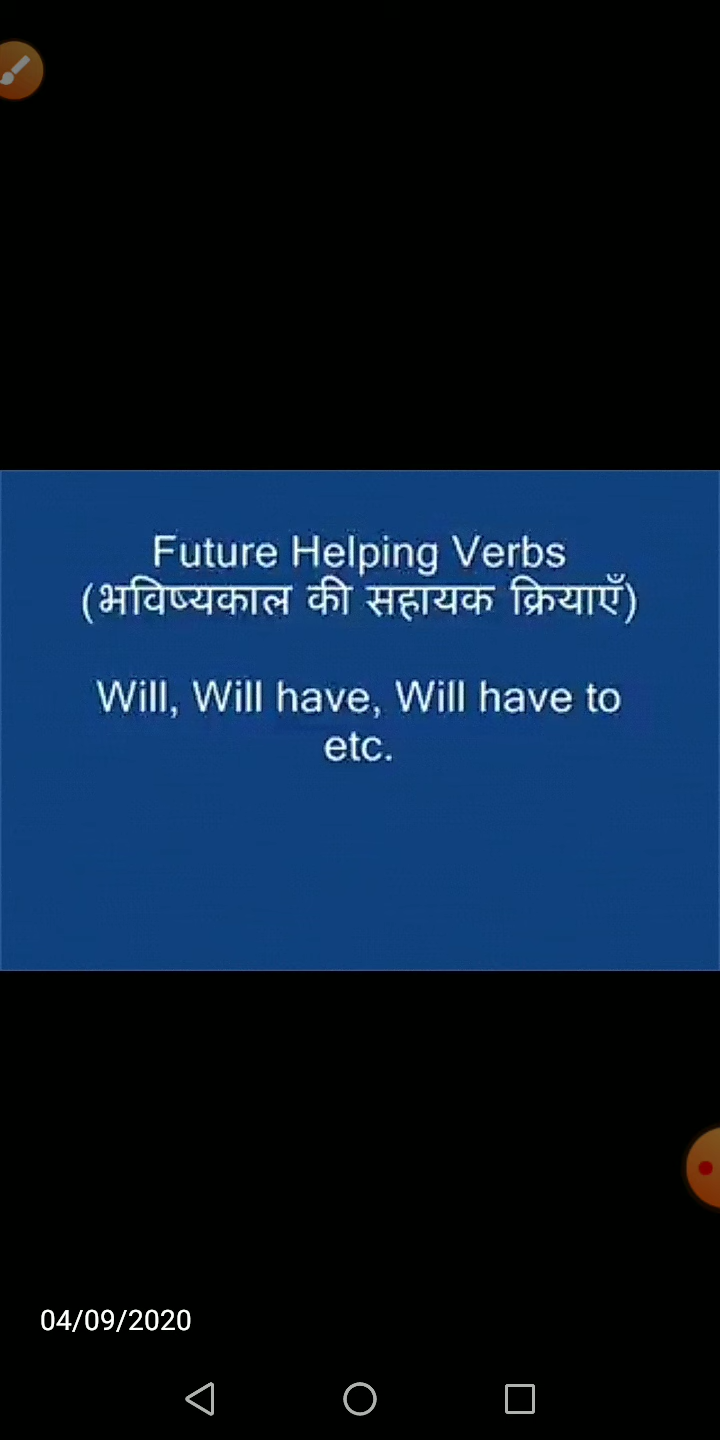 Future Helping Verbs
(भविष्यकाल की सहायक क्रियाएँ)
Will, Will have, Will have to
etc.
04/09/2020